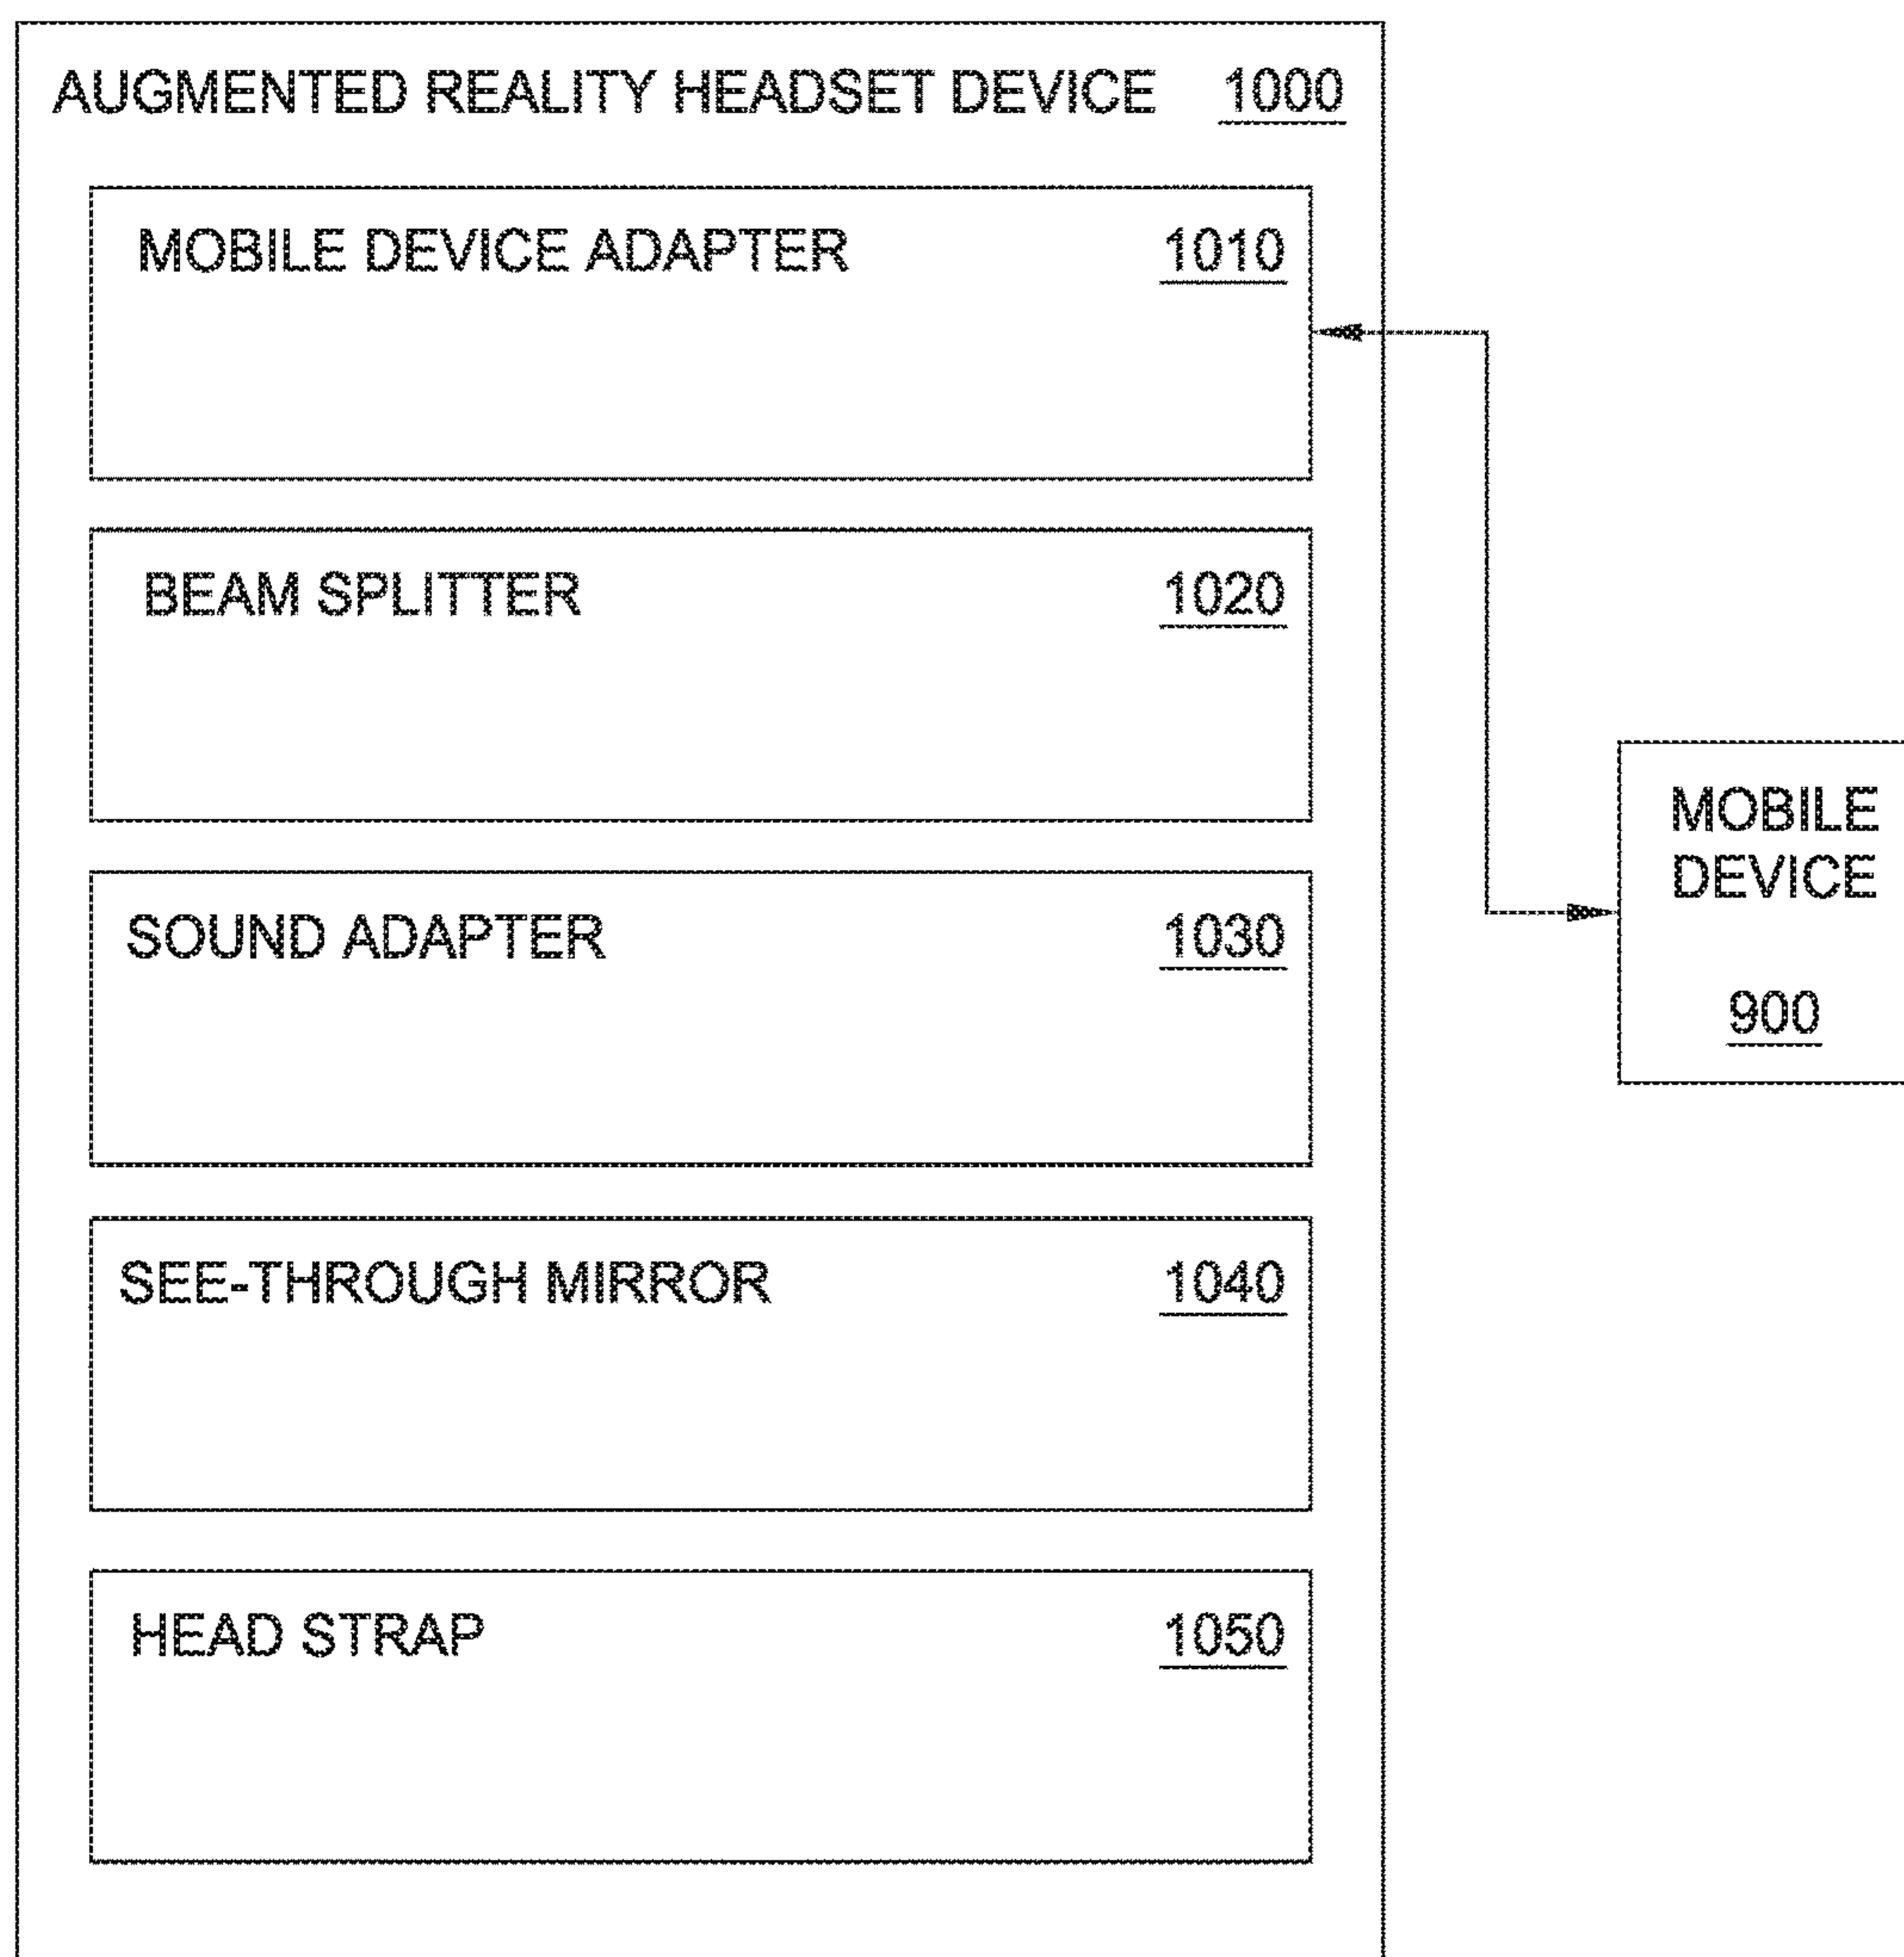 AUGMENTED REALITY HEADSET DEVICE 1000
MOBILE DEVICE ADAPTER 1010
BEAM SPLITTER 1020
SOUND ADAPTER 1030
SEE-THROUGH MIRROR 1040
HEAD STRAP 1050
MOBILE
DEVICE
900